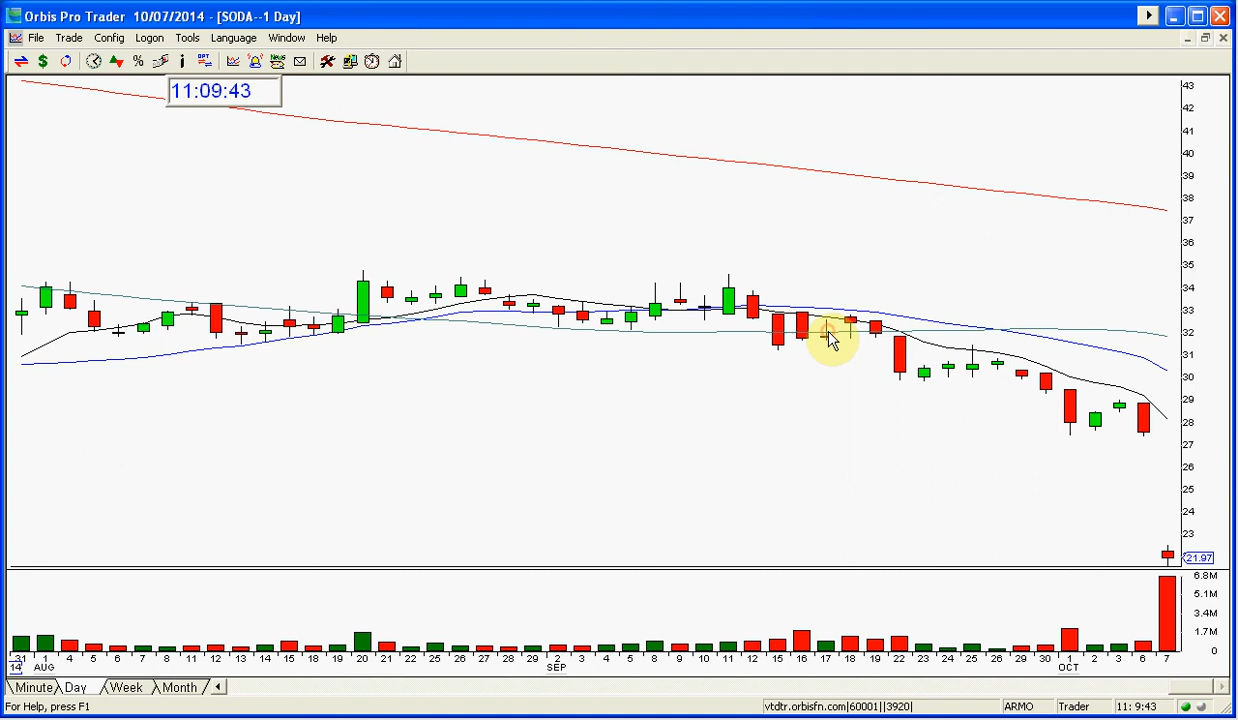 Orbis Pro Trader 10/07/2014 - [SODA--1 Day]
File Trade Config Logon Tools Language Window Help
$ % i OPT News
11:09:43
43
42
41
40
39
38
37
36
35
34
33
32
31
30
29
28
27
26
25
24
23
21.97
6.8M
5.1M
3.4M
1.7M
0
31 1 4 5 6 7 8 11 12 13 14 15 18 19 20 21 22 25 26 27 28 29 2 3 4 5 8 9 10 11 12 15 16 17 18 19 22 23 24 25 26 29 30 1 2 3 6 7
14 AUG SEP OCT
Minute Day Week Month
For Help, press F1 vtdtr.orbisfn.com|60001||3920| ARMO Trader 11: 9:43